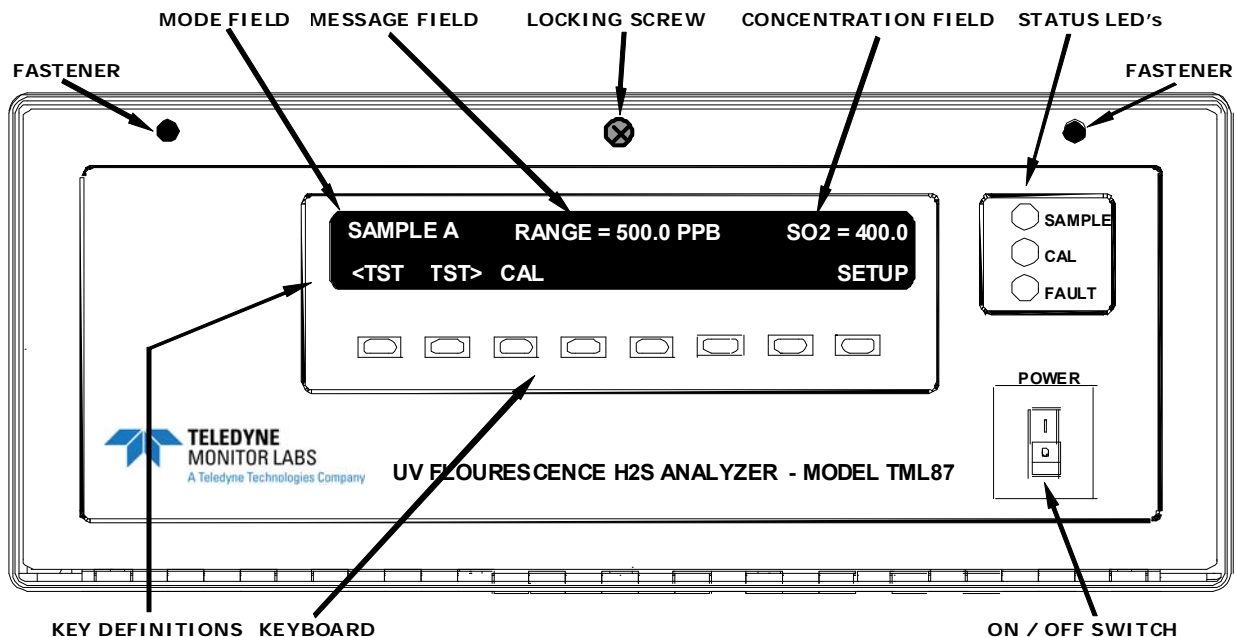 MODE FIELD MESSAGE FIELD LOCKING SCREW CONCENTRATION FIELD STATUS LED's
FASTENER FASTENER
SAMPLE A RANGE = 500.0 PPB SO2 = 400.0
<TST TST> CAL SETUP
SAMPLE
CAL
FAULT
POWER
TELEDYNE
MONITOR LABS
A Teledyne Technologies Company
UV FLOURESCENCE H2S ANALYZER - MODEL TML87
KEY DEFINITIONS KEYBOARD ON / OFF SWITCH